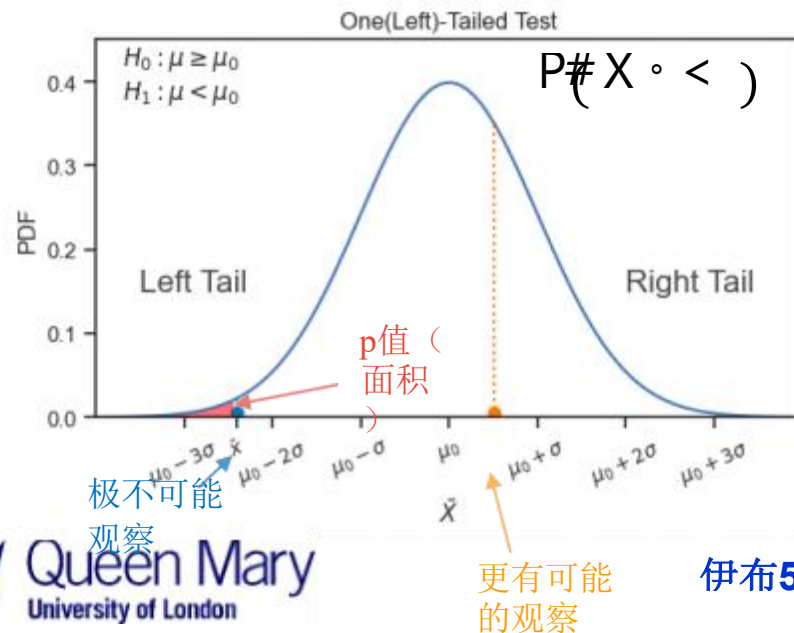 One(Left)-Tailed Test
H₀ : μ ≥ μ₀
H₁ : μ < μ₀
P#( X ∘ < )
0.4
0.3
0.2
0.1
0.0
PDF
Left Tail
Right Tail
p值（
面积
）
μ₀ − 3σ x̄ μ₀ − 2σ μ₀ − σ μ₀ μ₀ + σ μ₀ + 2σ μ₀ + 3σ
X̄
极不可能
观察
更有可能
的观察
Queen Mary
University of London
伊布5